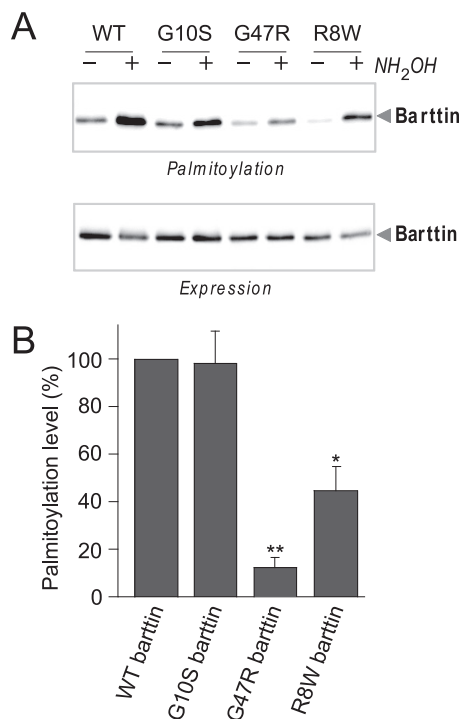 A
WT G10S G47R R8W
– + – + – + – + NH2OH
Barttin
Palmitoylation
Barttin
Expression
B
Palmitoylation level (%)
100
80
60
40
20
0
**
*
WT barttin
G10S barttin
G47R barttin
R8W barttin